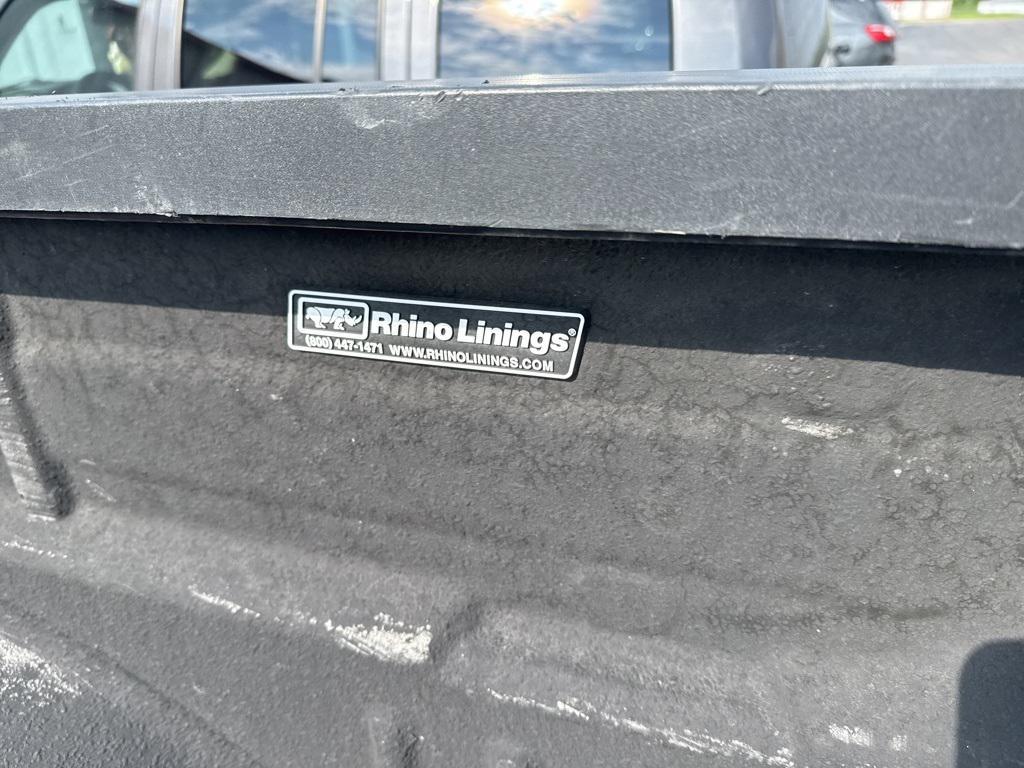 Rhino Linings®
(800) 447-1471 WWW.RHINOLININGS.COM